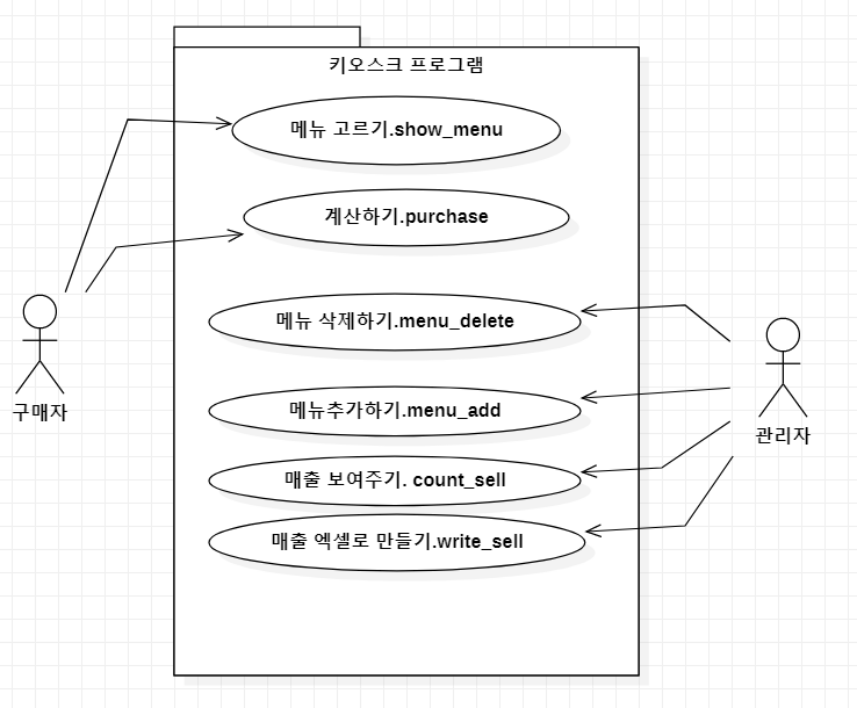 키오스크 프로그램
메뉴 고르기.show_menu
계산하기.purchase
메뉴 삭제하기.menu_delete
구매자
메뉴추가하기.menu_add
관리자
매출 보여주기. count_sell
매출 엑셀로 만들기.write_sell